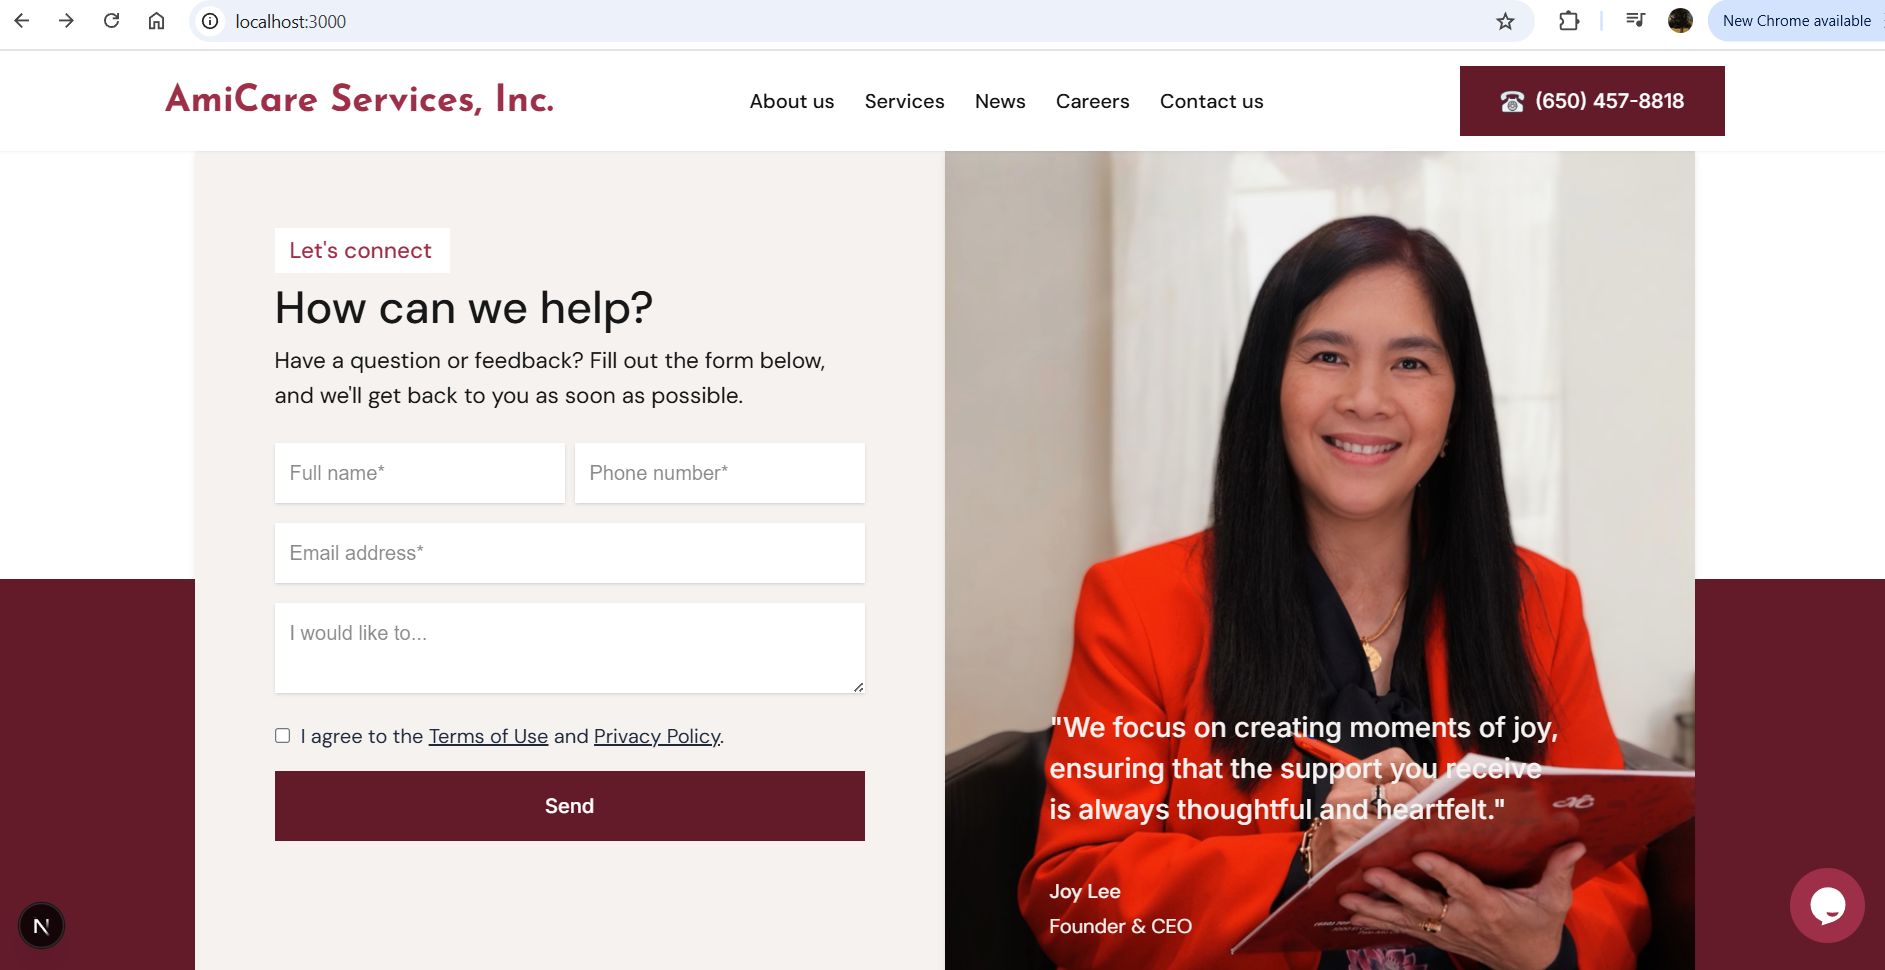 localhost:3000
New Chrome available
AmiCare Services, Inc.
About us
Services
News
Careers
Contact us
(650) 457-8818
Let's connect
How can we help?
Have a question or feedback? Fill out the form below,
and we'll get back to you as soon as possible.
Full name*
Phone number*
Email address*
I would like to...
I agree to the Terms of Use and Privacy Policy.
Send
"We focus on creating moments of joy,
ensuring that the support you receive
is always thoughtful and heartfelt."
Joy Lee
Founder & CEO
N